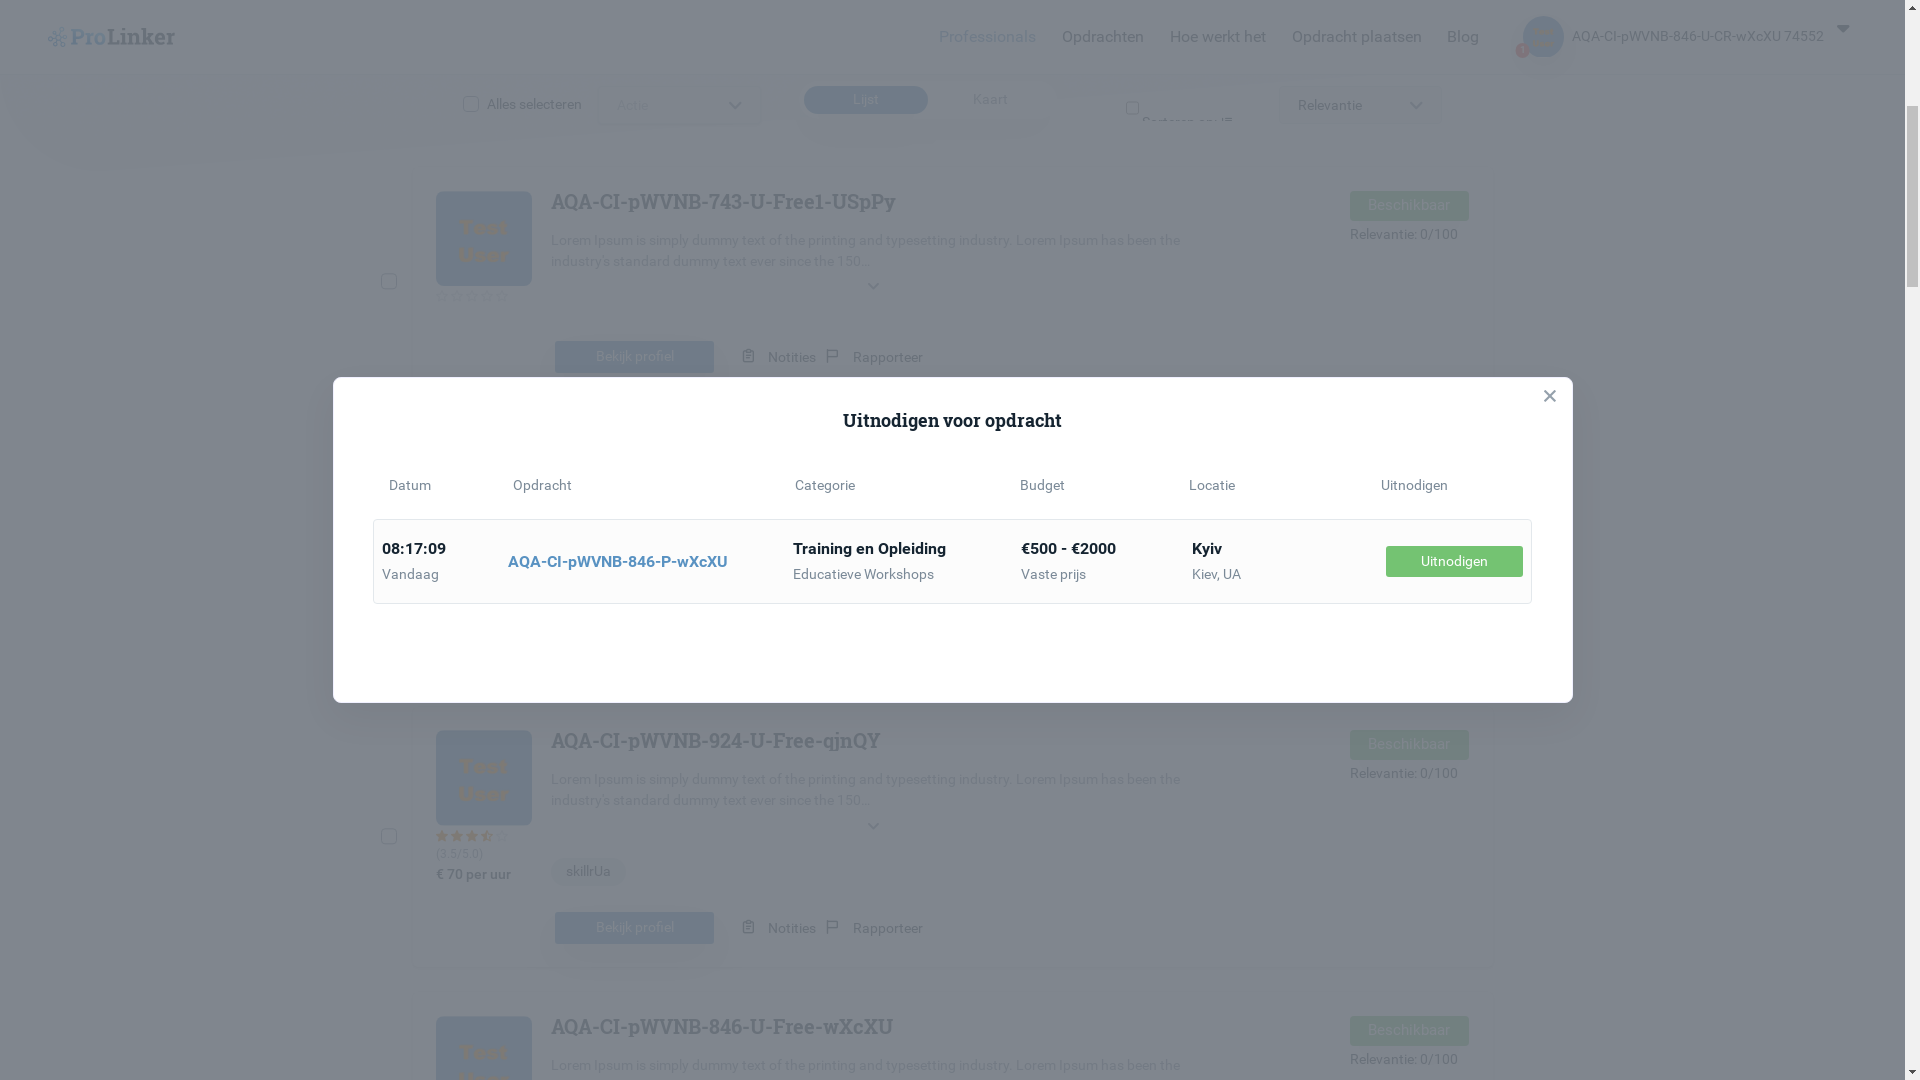 ProLinker
Professionals Opdrachten Hoe werkt het Opdracht plaatsen Blog AQA-CI-pWVNB-846-U-CR-wXcXU 74552
Alles selecteren Actie Lijst Kaart Relevantie
AQA-CI-pWVNB-743-U-Free1-USpPy
Beschikbaar
Lorem Ipsum is simply dummy text of the printing and typesetting industry. Lorem Ipsum has been the
industry's standard dummy text ever since the 150...
Relevantie: 0/100
Test
User
Bekijk profiel Notities Rapporteer
Uitnodigen voor opdracht
Datum Opdracht Categorie Budget Locatie Uitnodigen
08:17:09 AQA-CI-pWVNB-846-P-wXcXU Training en Opleiding €500 - €2000 Kyiv Uitnodigen
Vandaag Educatieve Workshops Vaste prijs Kiev, UA
AQA-CI-pWVNB-924-U-Free-qjnQY
Beschikbaar
Lorem Ipsum is simply dummy text of the printing and typesetting industry. Lorem Ipsum has been the
industry's standard dummy text ever since the 150...
Relevantie: 0/100
Test
User
(3.5/5.0)
€ 70 per uur
skillrUa
Bekijk profiel Notities Rapporteer
AQA-CI-pWVNB-846-U-Free-wXcXU
Beschikbaar
Lorem Ipsum is simply dummy text of the printing and typesetting industry. Lorem Ipsum has been the
Relevantie: 0/100
Test